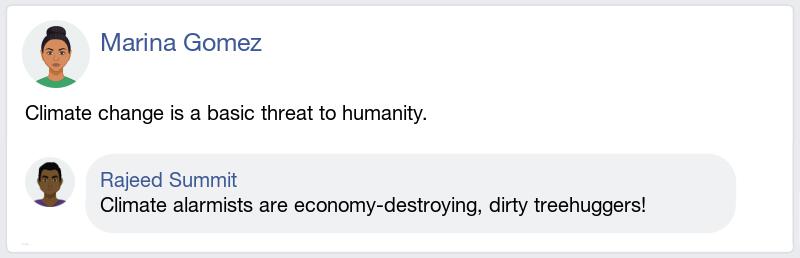 Marina Gomez
Climate change is a basic threat to humanity.
Rajeed Summit
Climate alarmists are economy-destroying, dirty treehuggers!